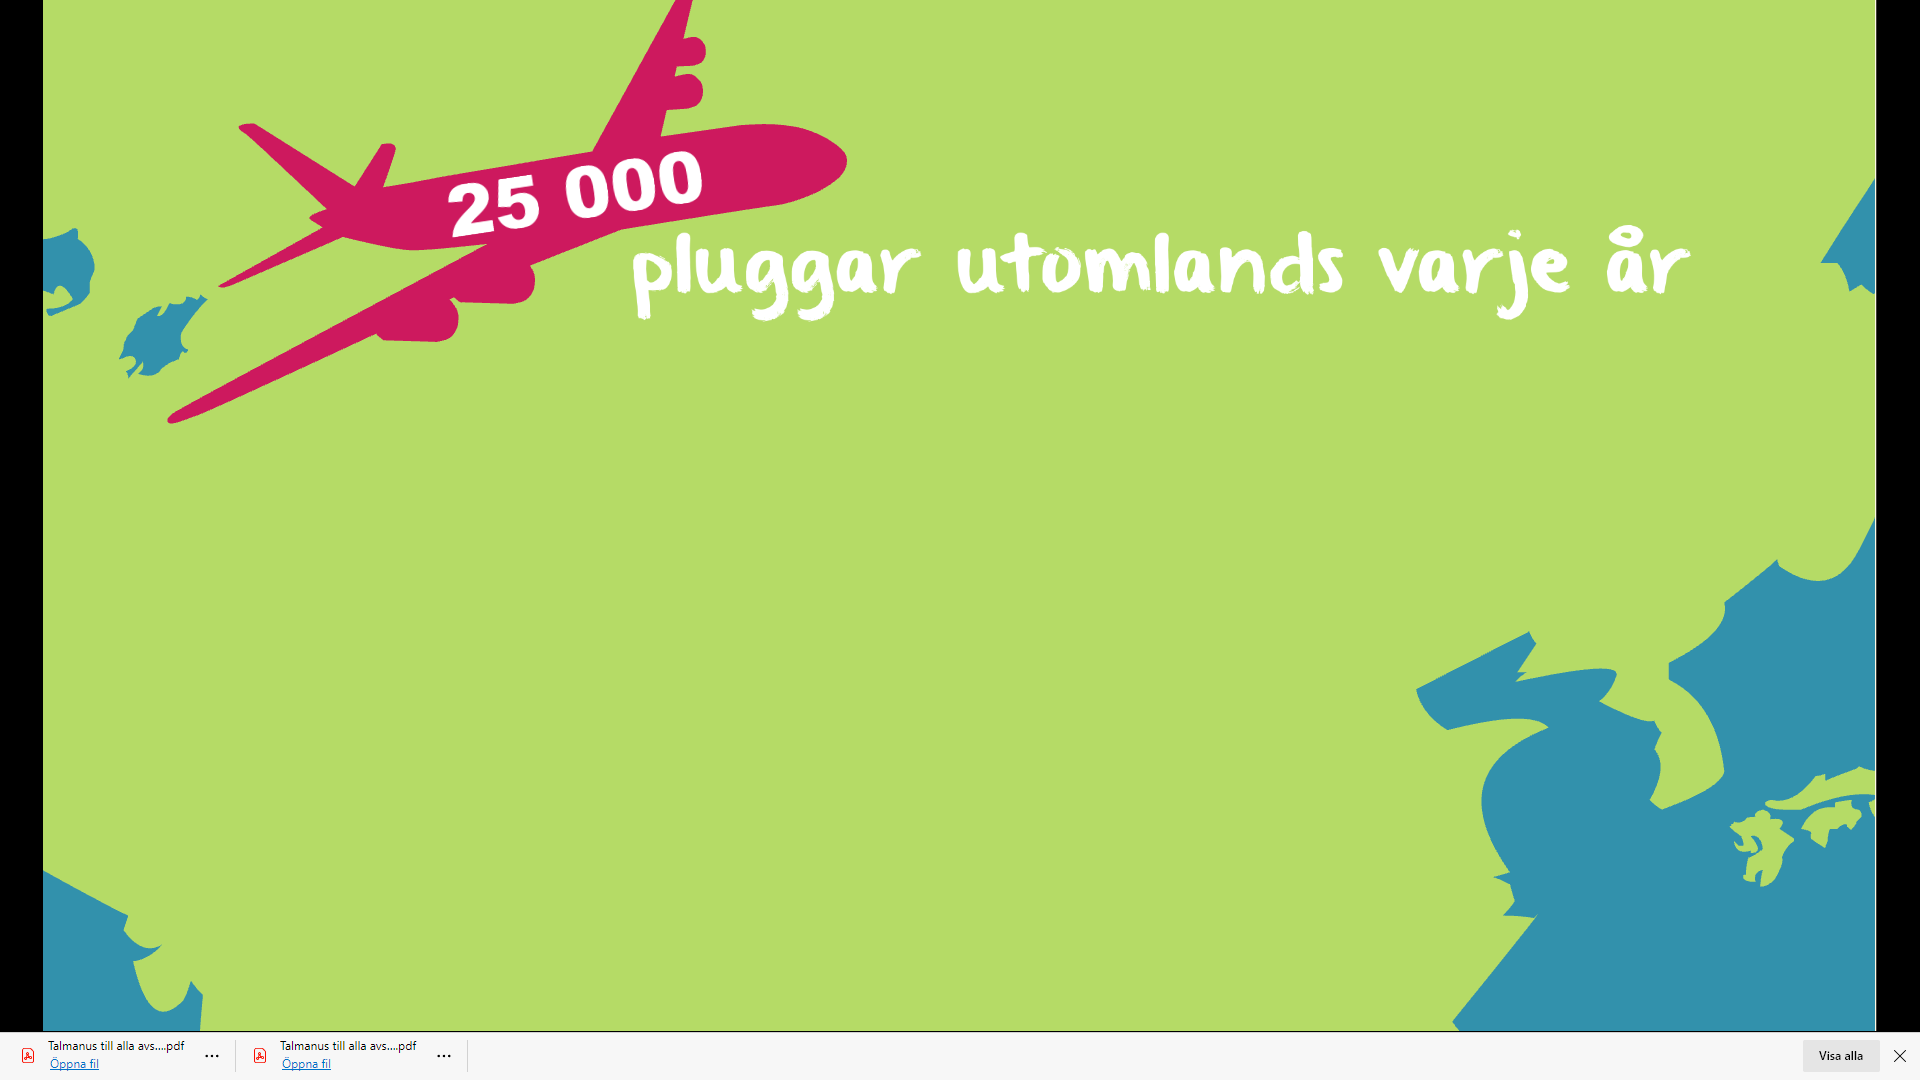 25 000
pluggar utomlands varje år
Talmanus till alla avs....pdf
Öppna fil
Talmanus till alla avs....pdf
Öppna fil
Visa alla